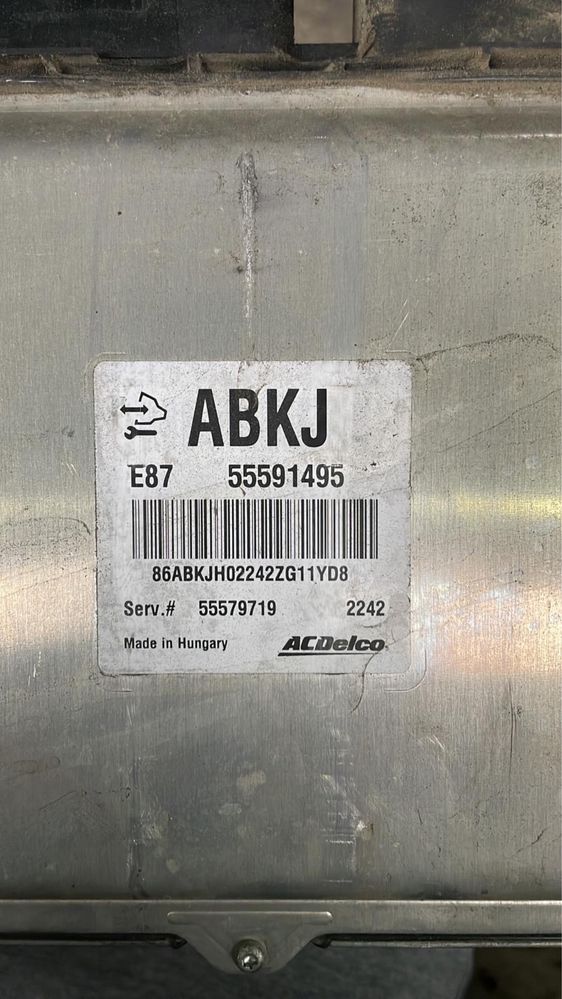 ABKJ
E87 55591495
86ABKJH02242ZG11YD8
Serv.# 55579719 2242
Made in Hungary ACDelco